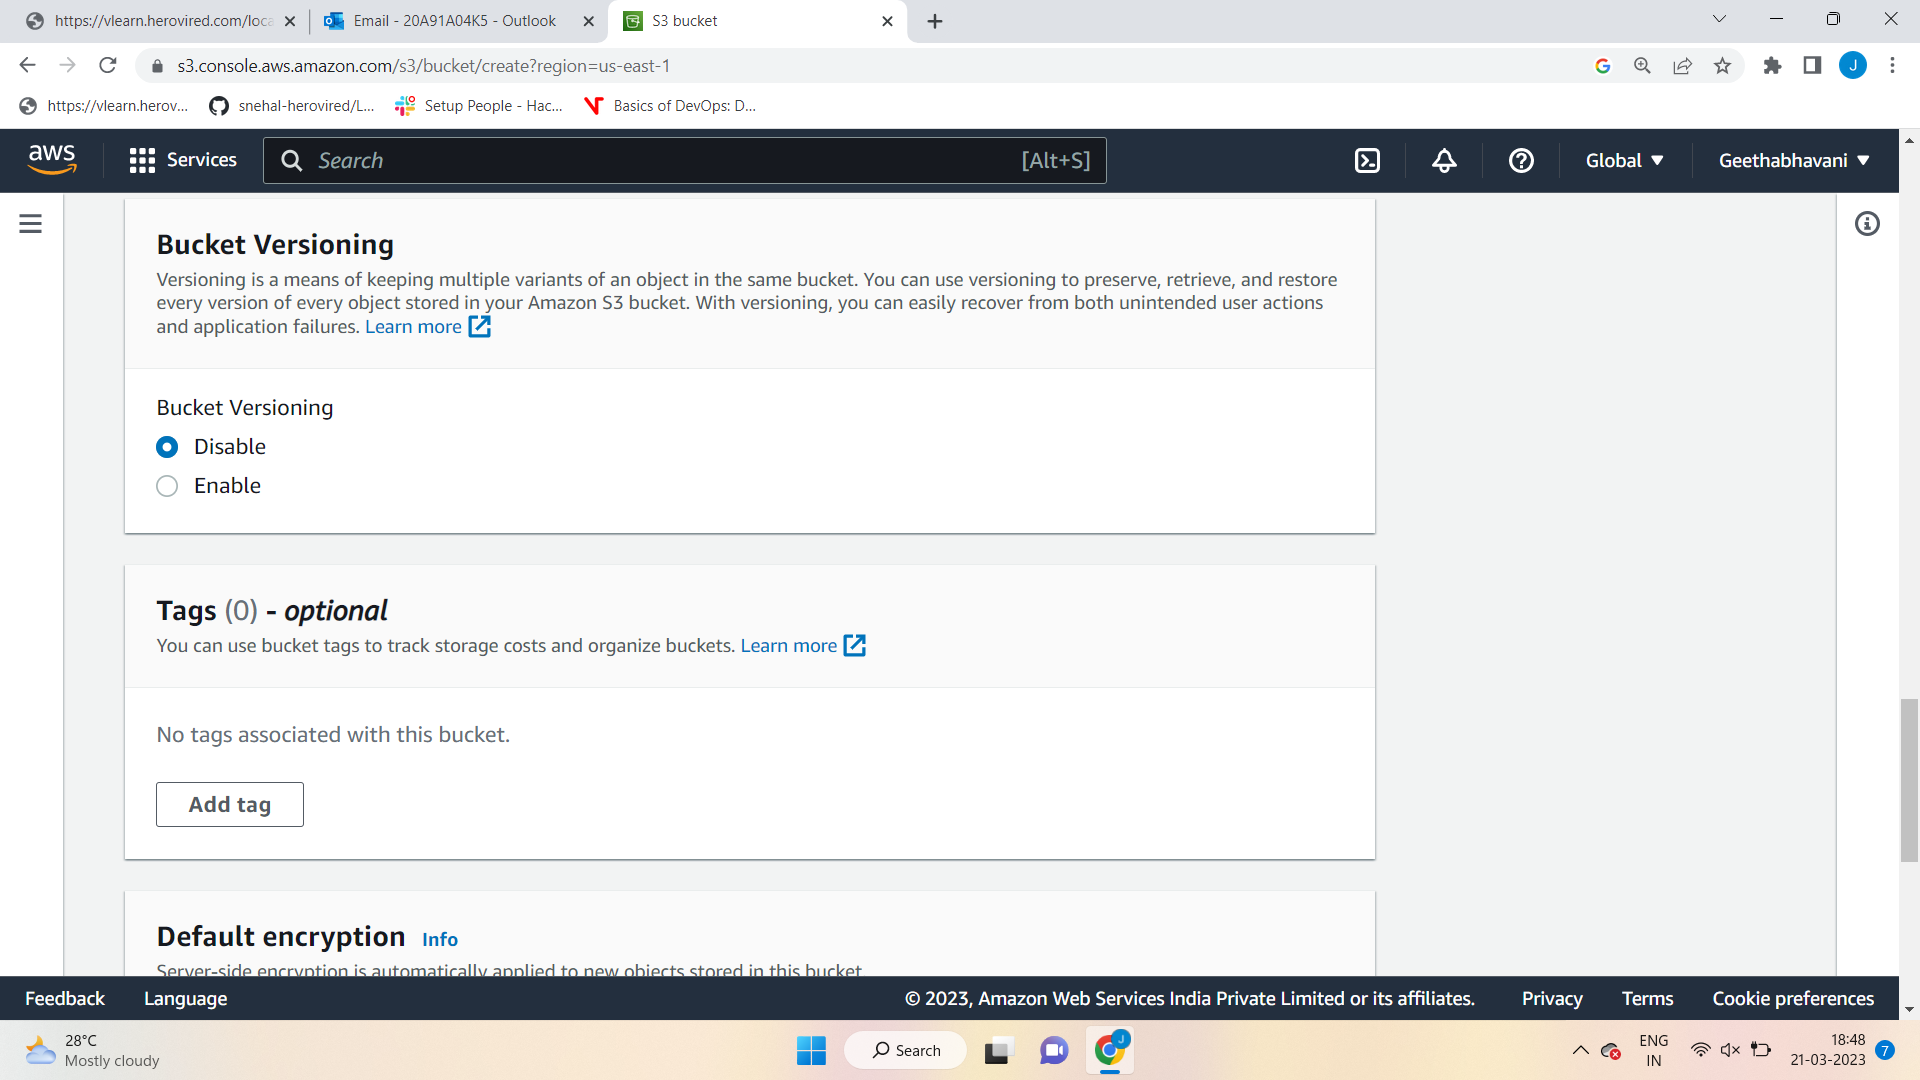 https://vlearn.herovired.com/loca
Email - 20A91A04K5 - Outlook
S3 bucket
s3.console.aws.amazon.com/s3/bucket/create?region=us-east-1
J
https://vlearn.herov...
snehal-herovired/L...
Setup People - Hac...
Basics of DevOps: D...
aws
Services
Search
[Alt+S]
Global
Geethabhavani
Bucket Versioning
Versioning is a means of keeping multiple variants of an object in the same bucket. You can use versioning to preserve, retrieve, and restore
every version of every object stored in your Amazon S3 bucket. With versioning, you can easily recover from both unintended user actions
and application failures. Learn more
Bucket Versioning
Disable
Enable
Tags (0) - optional
You can use bucket tags to track storage costs and organize buckets. Learn more
No tags associated with this bucket.
Add tag
Default encryption Info
Server-side encryption is automatically applied to new objects stored in this bucket
Feedback
Language
© 2023, Amazon Web Services India Private Limited or its affiliates.
Privacy
Terms
Cookie preferences
28°C
Mostly cloudy
Search
J
ENG
IN
18:48
21-03-2023
7